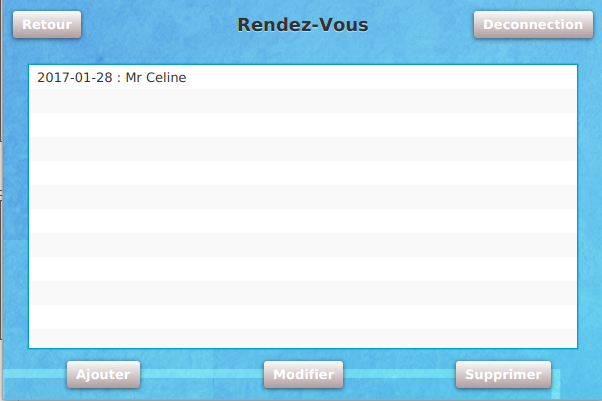 Retour
Rendez-Vous
Deconnection
2017-01-28 : Mr Celine
Ajouter
Modifier
Supprimer